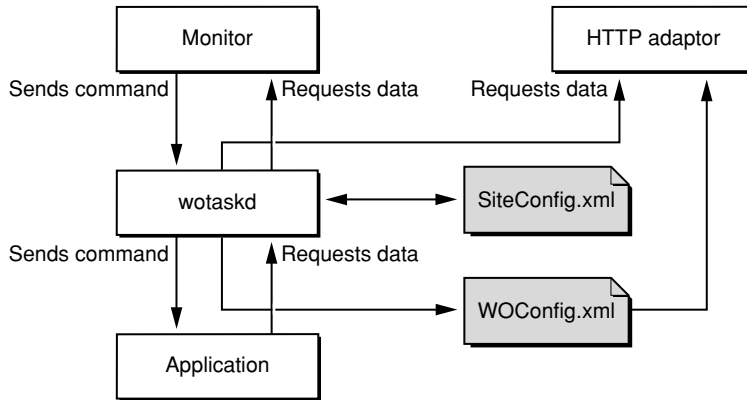 Monitor
HTTP adaptor
Sends command
Requests data
Requests data
wotaskd
SiteConfig.xml
Sends command
Requests data
WOConfig.xml
Application